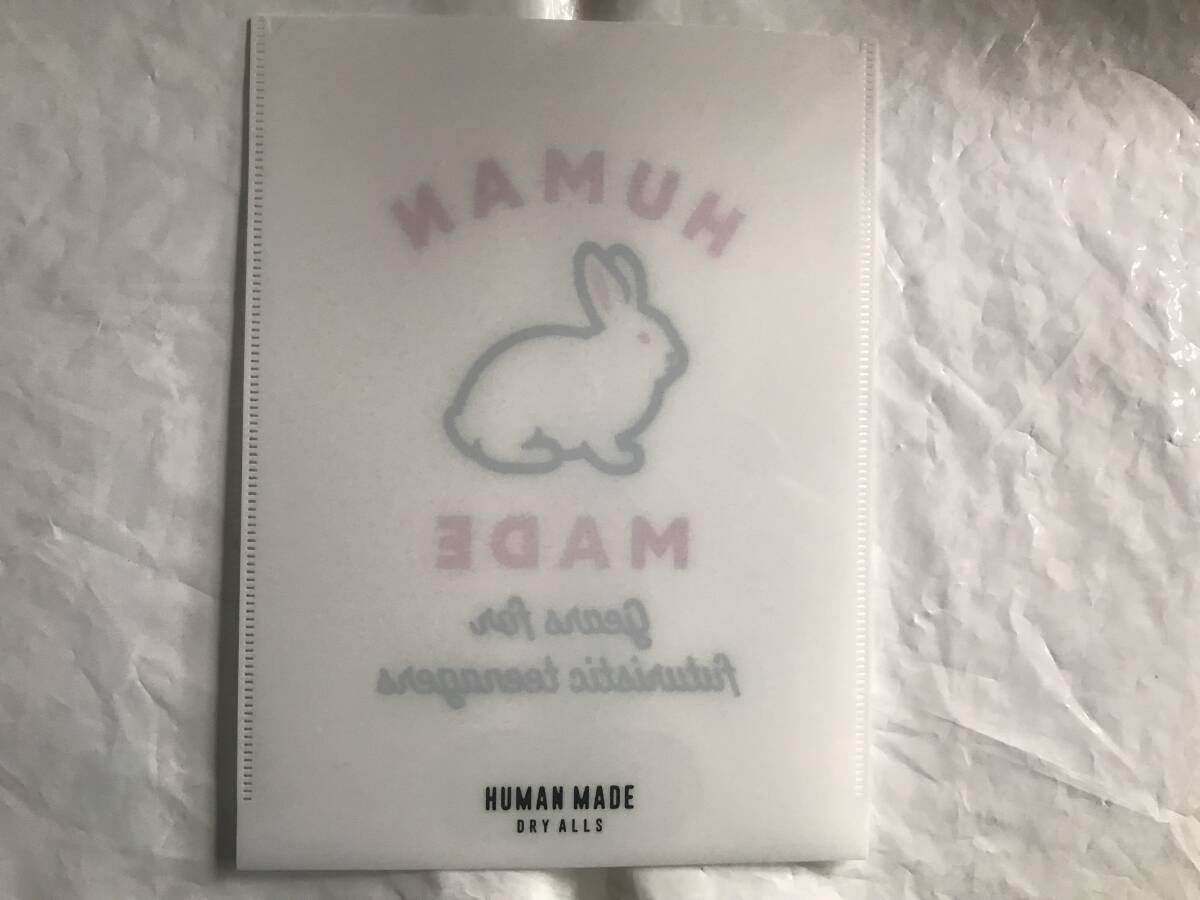 HUMAN
MADE
Gears for
futuristic teenagers
HUMAN MADE
DRY ALLS